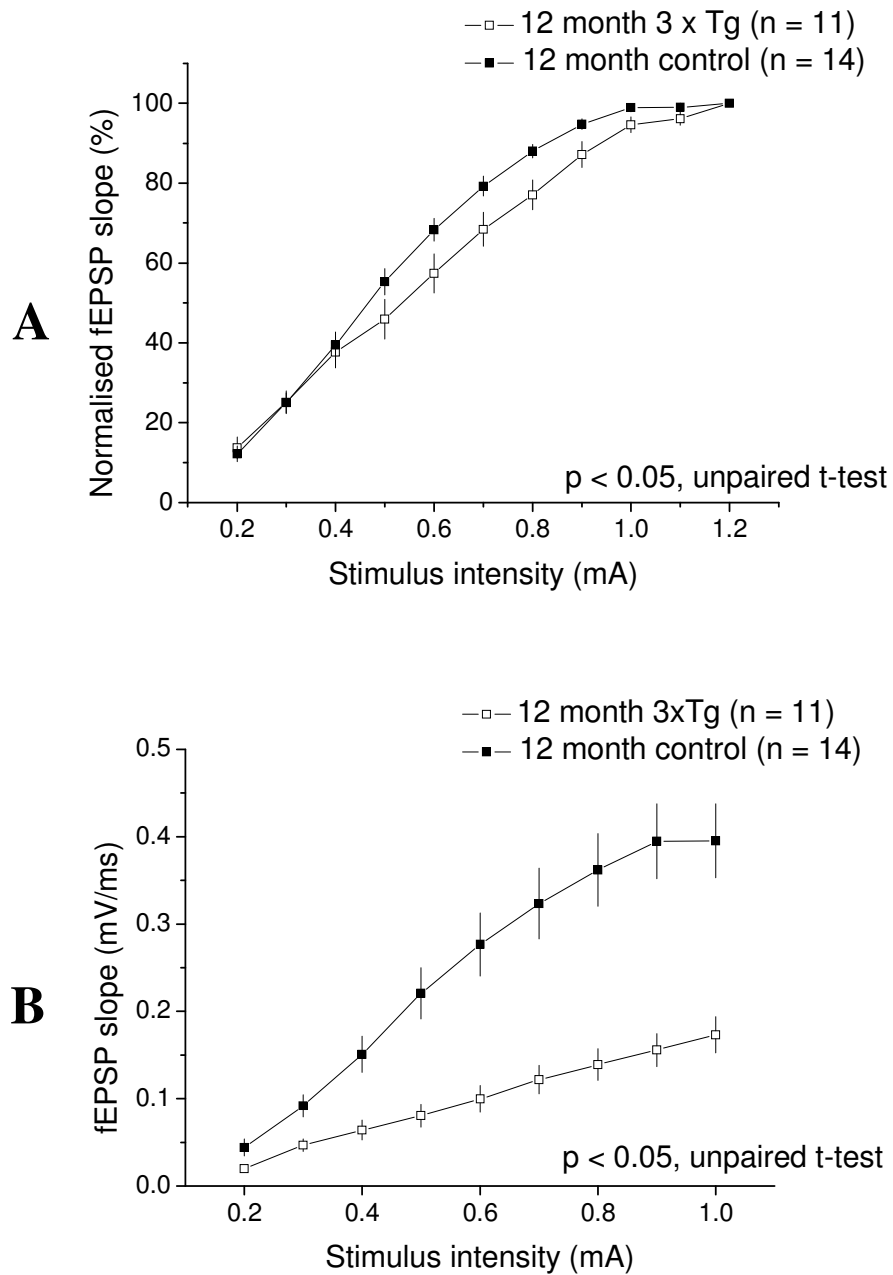 12 month 3 x Tg (n = 11)
12 month control (n = 14)
A
Normalised fEPSP slope (%)
100
80
60
40
20
0
p < 0.05, unpaired t-test
0.2
0.4
0.6
0.8
1.0
1.2
Stimulus intensity (mA)
12 month 3xTg (n = 11)
12 month control (n = 14)
B
fEPSP slope (mV/ms)
0.5
0.4
0.3
0.2
0.1
0.0
p < 0.05, unpaired t-test
0.2
0.4
0.6
0.8
1.0
Stimulus intensity (mA)